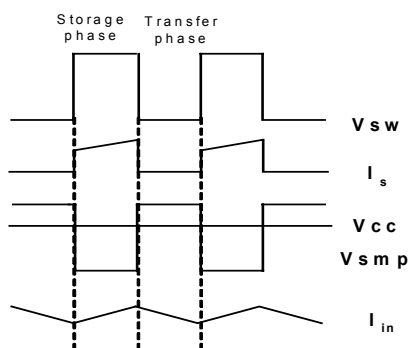 Storage phase
Transfer phase
Vsw
Is
Vcc
Vsmp
Iin